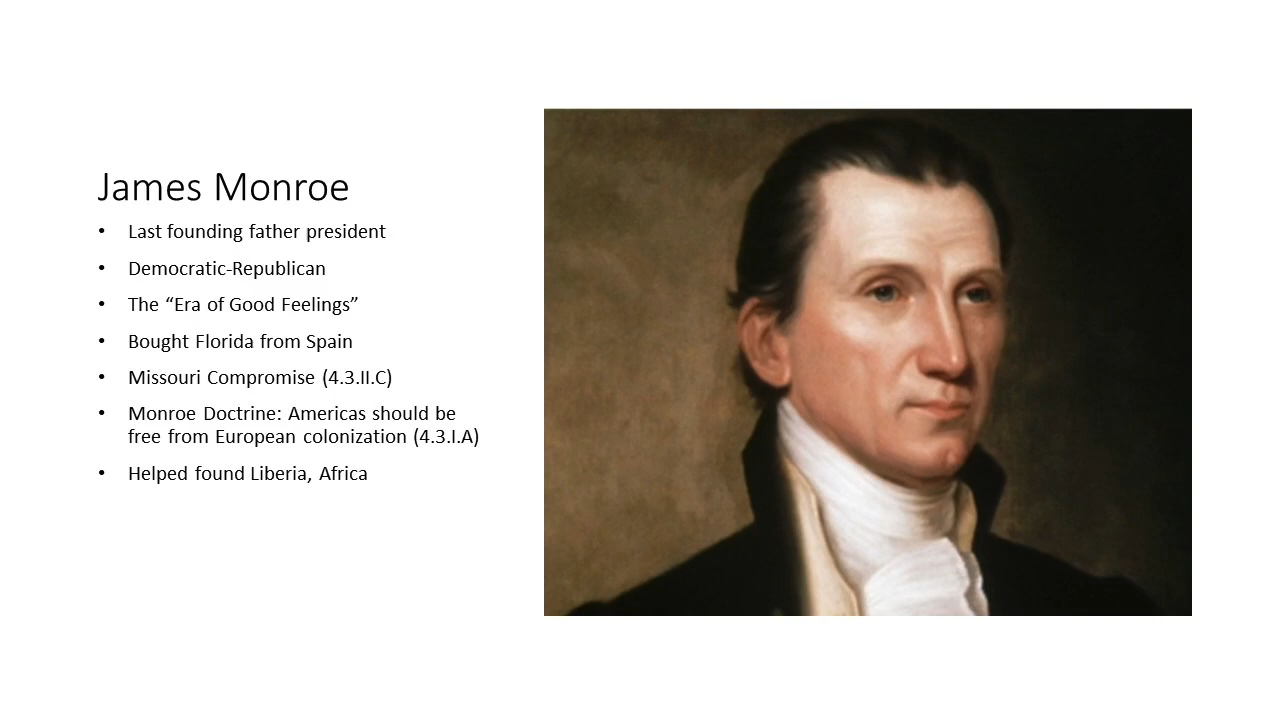 James Monroe
• Last founding father president
• Democratic-Republican
• The “Era of Good Feelings”
• Bought Florida from Spain
• Missouri Compromise (4.3.II.C)
• Monroe Doctrine: Americas should be
free from European colonization (4.3.I.A)
• Helped found Liberia, Africa